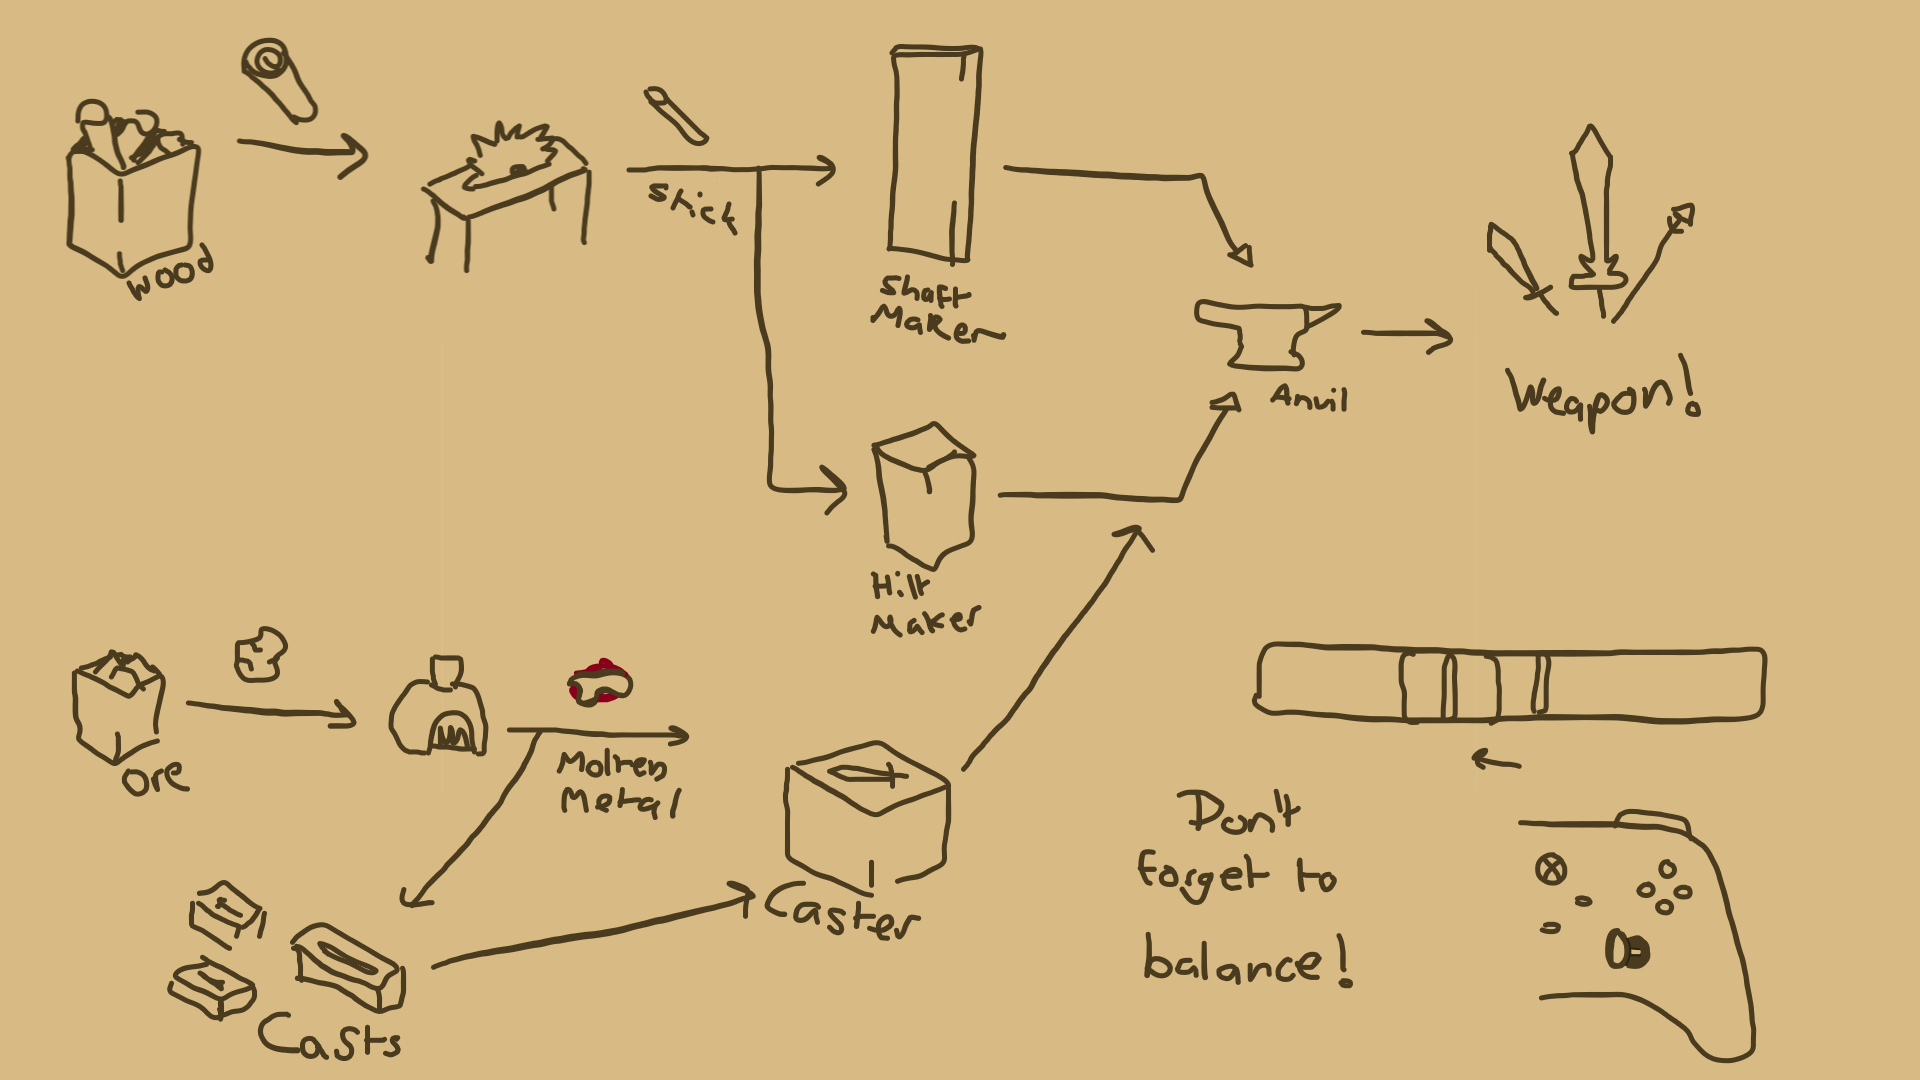 wood
Stick
Shaft
Maker
Anvil
Weapon!
Hilt
Maker
ore
Molten
Metal
Caster
Casts
Don't
forget to
balance!